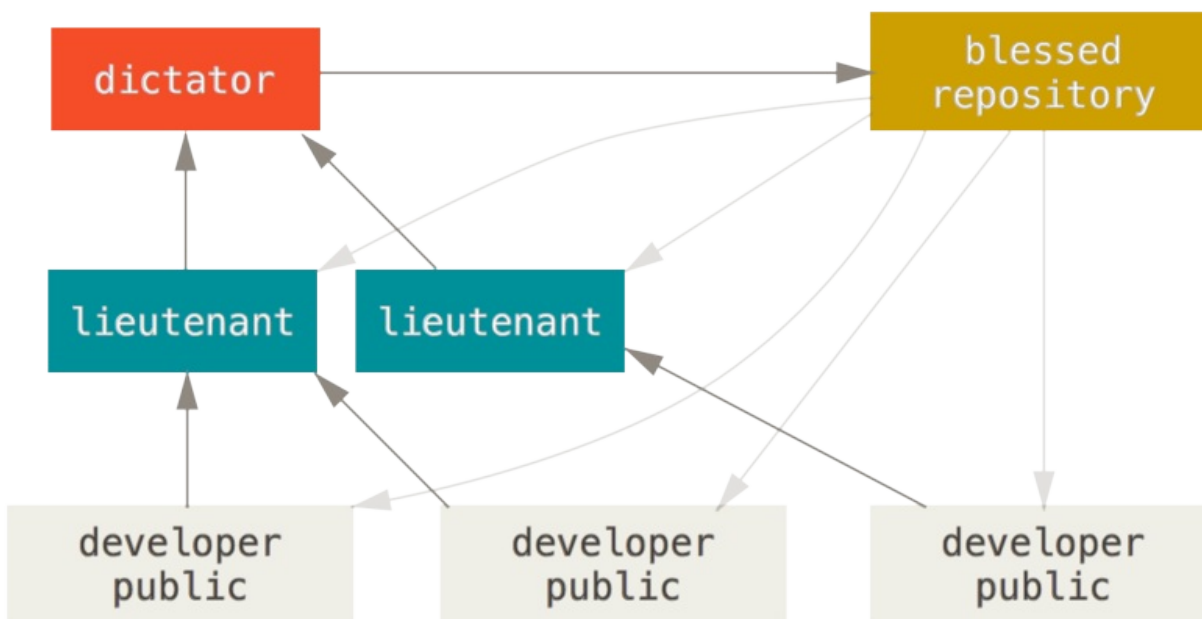 dictator
blessed
repository
lieutenant
lieutenant
developer
public
developer
public
developer
public